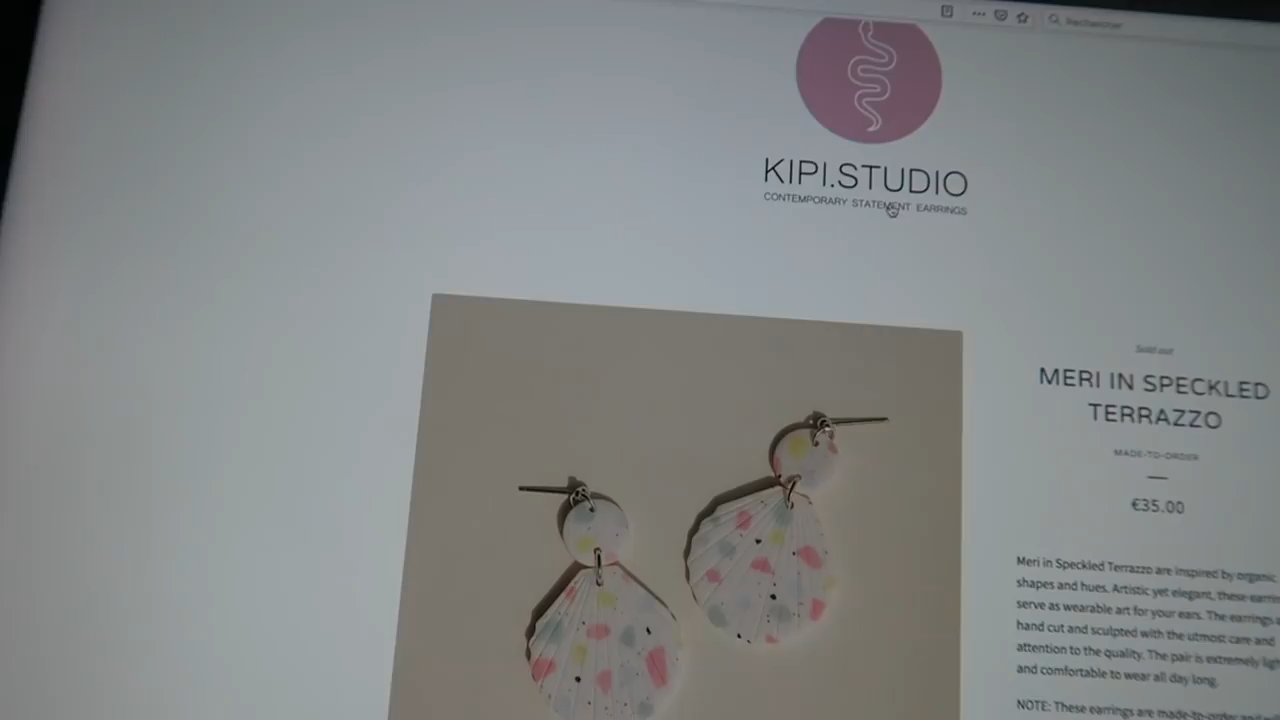 Rechercher
KIPI.STUDIO
CONTEMPORARY STATEMENT EARRINGS
Sold out
MERI IN SPECKLED
TERRAZZO
MADE-TO-ORDER
€35.00
Meri in Speckled Terrazzo are inspired by organic
shapes and hues. Artistic yet elegant, these
serve as wearable art for your ears. The earrings
hand cut and sculpted with the utmost care and
attention to the quality. The pair is extremely
and comfortable to wear all day long.
NOTE: These earrings are made-to-order